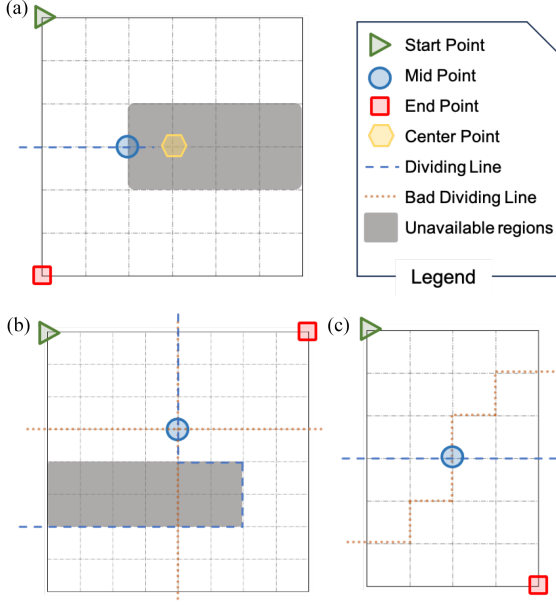 (a)
Start Point
Mid Point
End Point
Center Point
Dividing Line
Bad Dividing Line
Unavailable regions
Legend
(b)
(c)